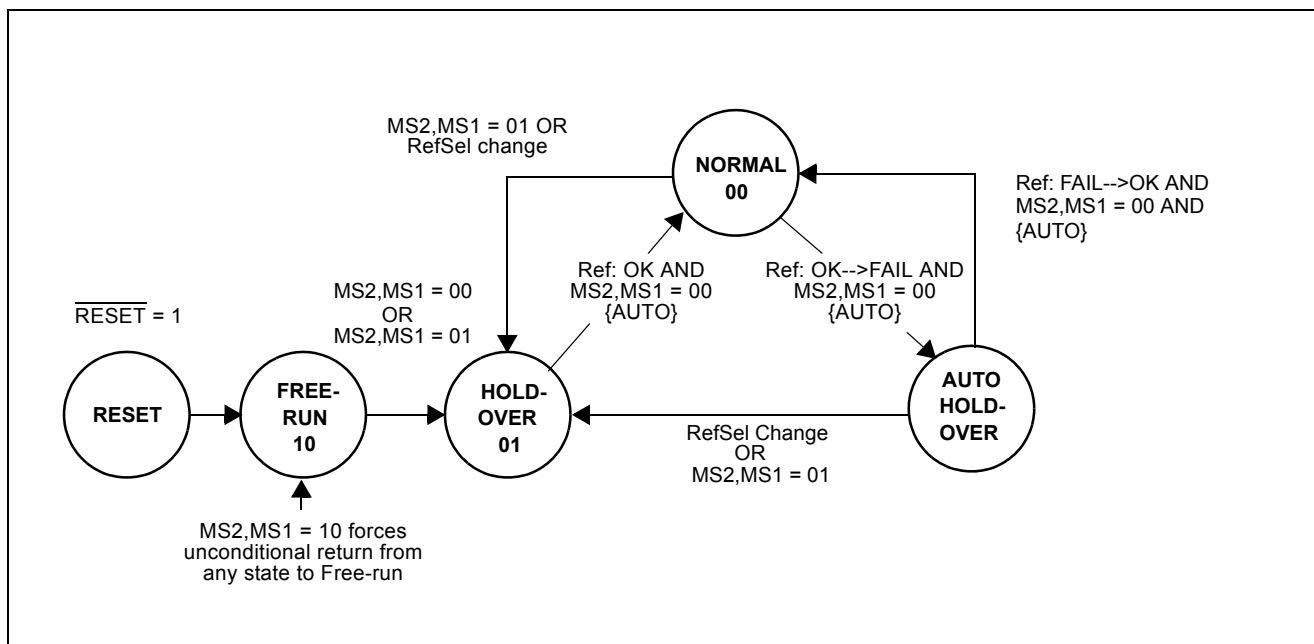 MS2,MS1 = 01 OR
RefSel change
NORMAL
00
Ref: FAIL-->OK AND
MS2,MS1 = 00 AND
{AUTO}
Ref: OK AND
MS2,MS1 = 00
{AUTO}
Ref: OK-->FAIL AND
MS2,MS1 = 00
{AUTO}
MS2,MS1 = 00
OR
MS2,MS1 = 01
RESET = 1
RESET
FREE-
RUN
10
HOLD-
OVER
01
AUTO
HOLD-
OVER
RefSel Change
OR
MS2,MS1 = 01
MS2,MS1 = 10 forces
unconditional return from
any state to Free-run